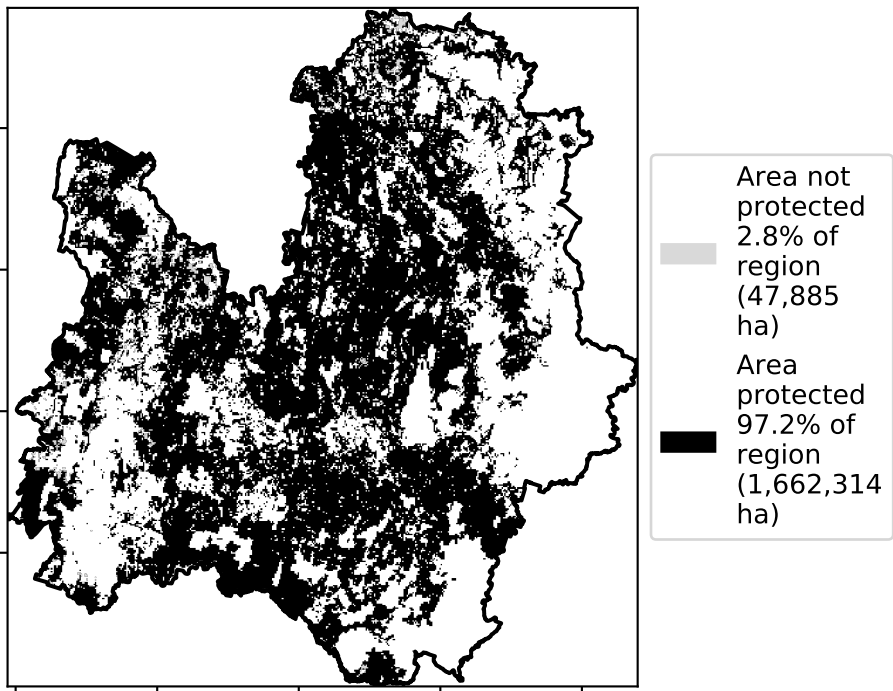 Area not
protected
2.8% of
region
(47,885
ha)
Area
protected
97.2% of
region
(1,662,314
ha)